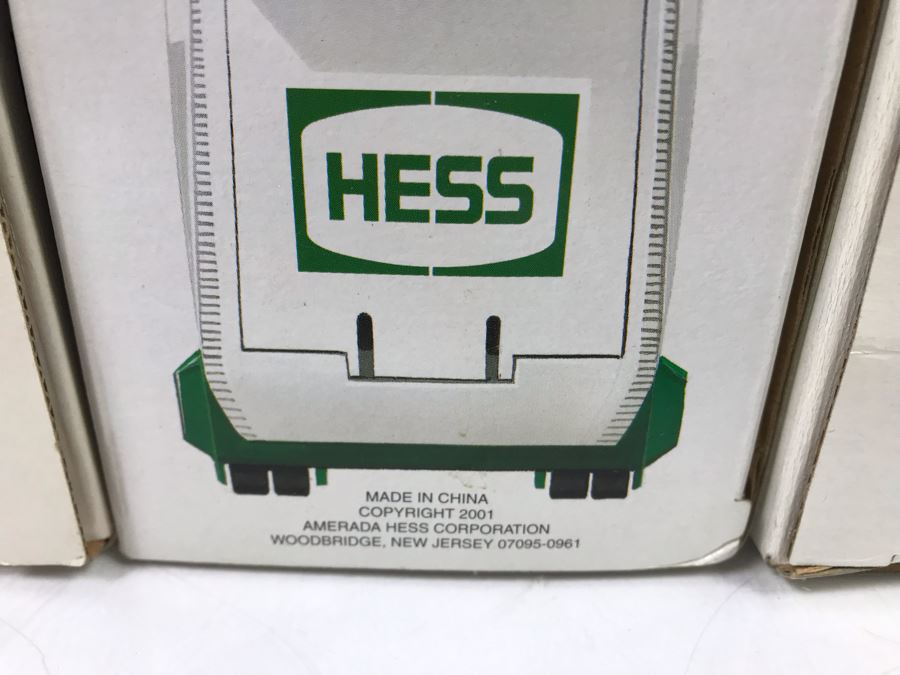 HESS
MADE IN CHINA
COPYRIGHT 2001
AMERADA HESS CORPORATION
WOODBRIDGE, NEW JERSEY 07095-0961